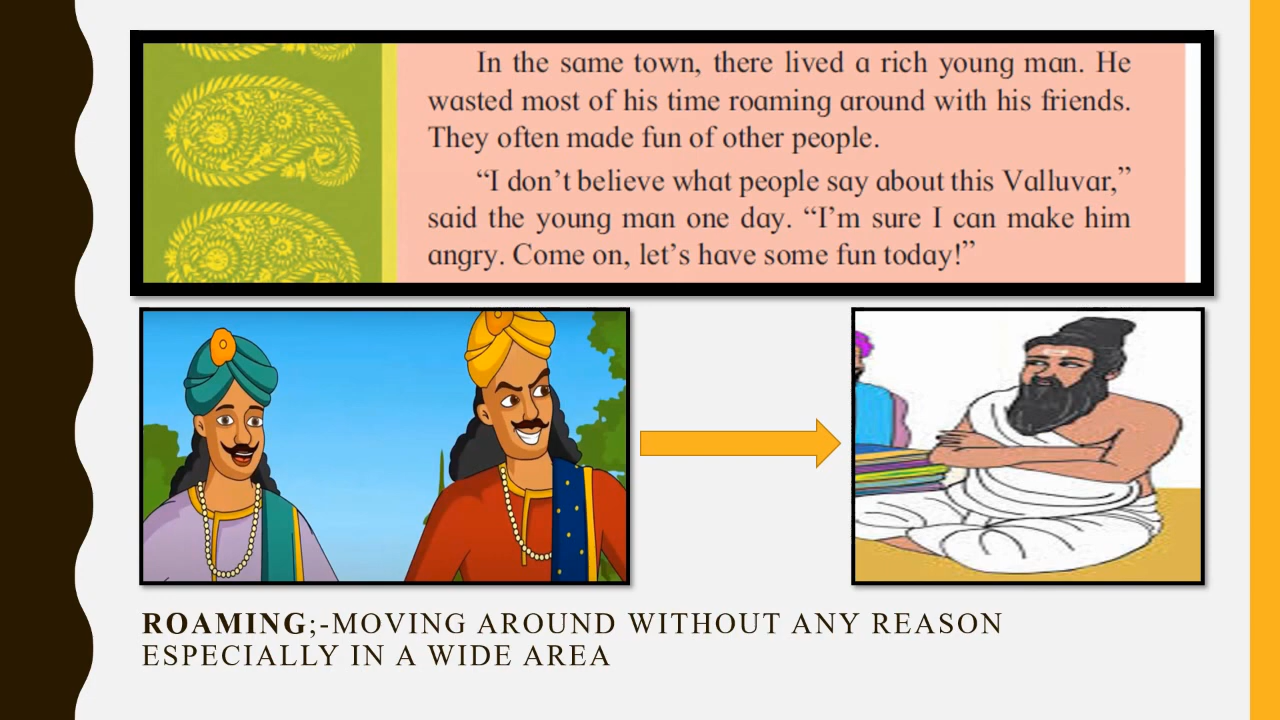 In the same town, there lived a rich young man. He
wasted most of his time roaming around with his friends.
They often made fun of other people.
“I don’t believe what people say about this Valluvar,”
said the young man one day. “I’m sure I can make him
angry. Come on, let’s have some fun today!”
ROAMING;-MOVING AROUND WITHOUT ANY REASON
ESPECIALLY IN A WIDE AREA